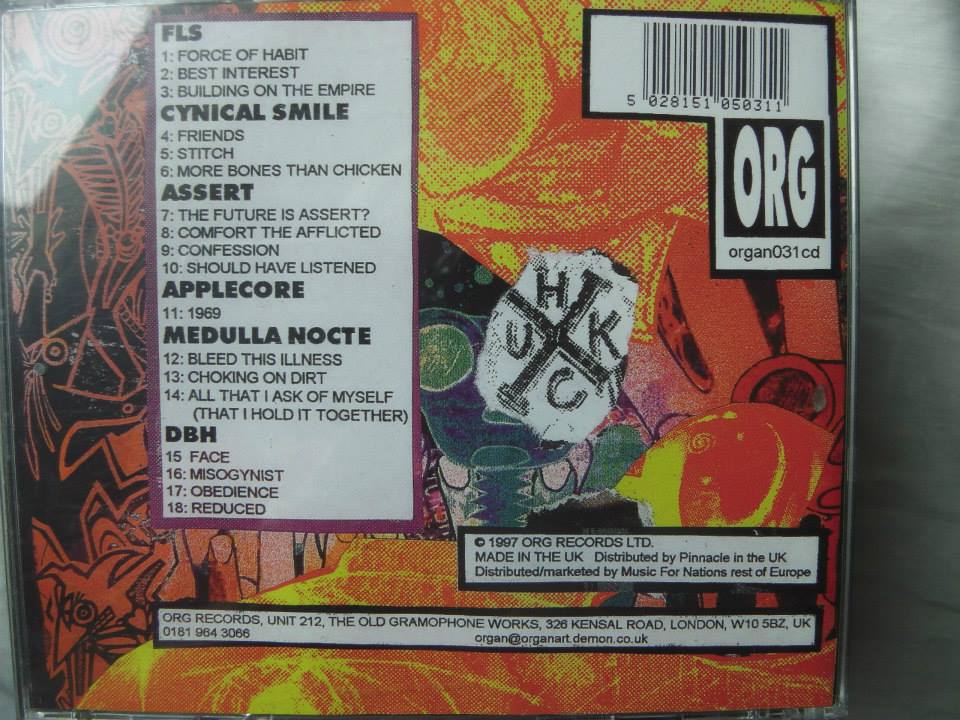 FLS
1: FORCE OF HABIT
2: BEST INTEREST
3: BUILDING ON THE EMPIRE
CYNICAL SMILE
4: FRIENDS
5: STITCH
6: MORE BONES THAN CHICKEN
ASSERT
7: THE FUTURE IS ASSERT?
8: COMFORT THE AFFLICTED
9: CONFESSION
10: SHOULD HAVE LISTENED
APPLECORE
11: 1969
MEDULLA NOCTE
12: BLEED THIS ILLNESS
13: CHOKING ON DIRT
14: ALL THAT I ASK OF MYSELF
(THAT I HOLD IT TOGETHER)
DBH
15 FACE
16: MISOGYNIST
17: OBEDIENCE
18: REDUCED
5 028151 050311
ORG
organ031cd
H
U X K
C
© 1997 ORG RECORDS LTD.
MADE IN THE UK Distributed by Pinnacle in the UK
Distributed/marketed by Music For Nations rest of Europe
ORG RECORDS, UNIT 212, THE OLD GRAMOPHONE WORKS, 326 KENSAL ROAD, LONDON, W10 5BZ, UK
0181 964 3066 organ@organart.demon.co.uk